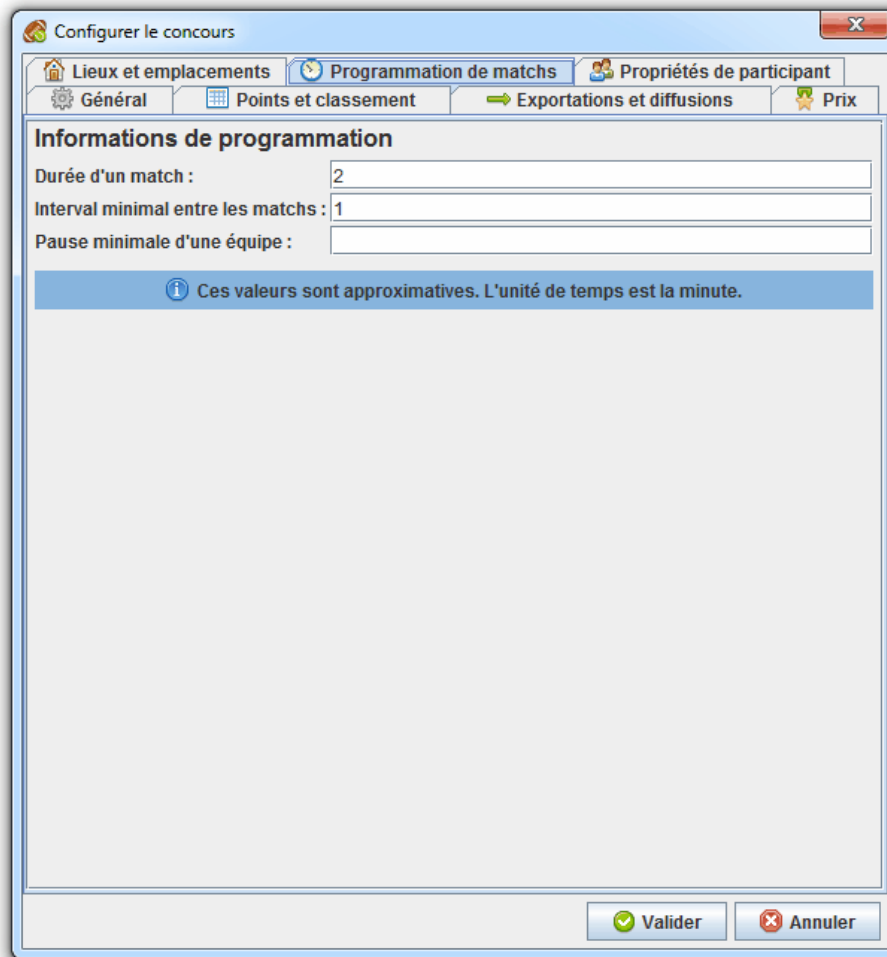 Configurer le concours
Lieux et emplacements Programmation de matchs Propriétés de participant
Général Points et classement Exportations et diffusions Prix
Informations de programmation
Durée d'un match : 2
Interval minimal entre les matchs : 1
Pause minimale d'une équipe :
Ces valeurs sont approximatives. L'unité de temps est la minute.
Valider Annuler